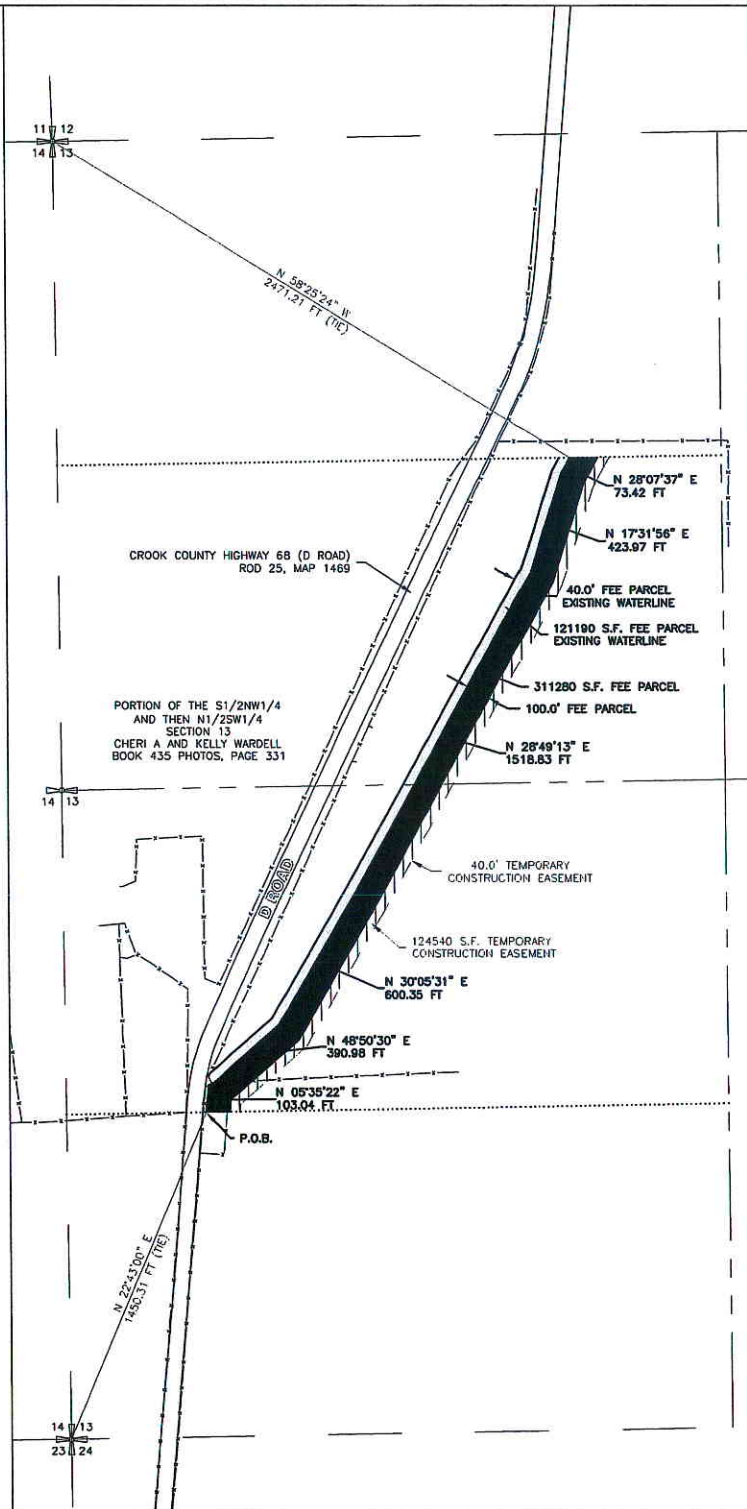 11 12
14 13
N 58°25'24" W
2471.21 FT (TIE)
N 28°07'37" E
73.42 FT
N 17°31'56" E
423.97 FT
CROOK COUNTY HIGHWAY 68 (D ROAD)
ROD 25, MAP 1469
40.0' FEE PARCEL
EXISTING WATERLINE
121190 S.F. FEE PARCEL
EXISTING WATERLINE
311280 S.F. FEE PARCEL
100.0' FEE PARCEL
PORTION OF THE S1/2NW1/4
AND THEN N1/2SW1/4
SECTION 13
CHERI A AND KELLY WARDELL
BOOK 435 PHOTOS, PAGE 331
N 28°49'13" E
1518.83 FT
14 13
40.0' TEMPORARY
CONSTRUCTION EASEMENT
D ROAD
124540 S.F. TEMPORARY
CONSTRUCTION EASEMENT
N 30°05'31" E
600.35 FT
N 48°50'30" E
390.98 FT
N 05°35'22" E
103.04 FT
P.O.B.
N 22°43'00" E
1450.31 FT (TIE)
14 13
23 24